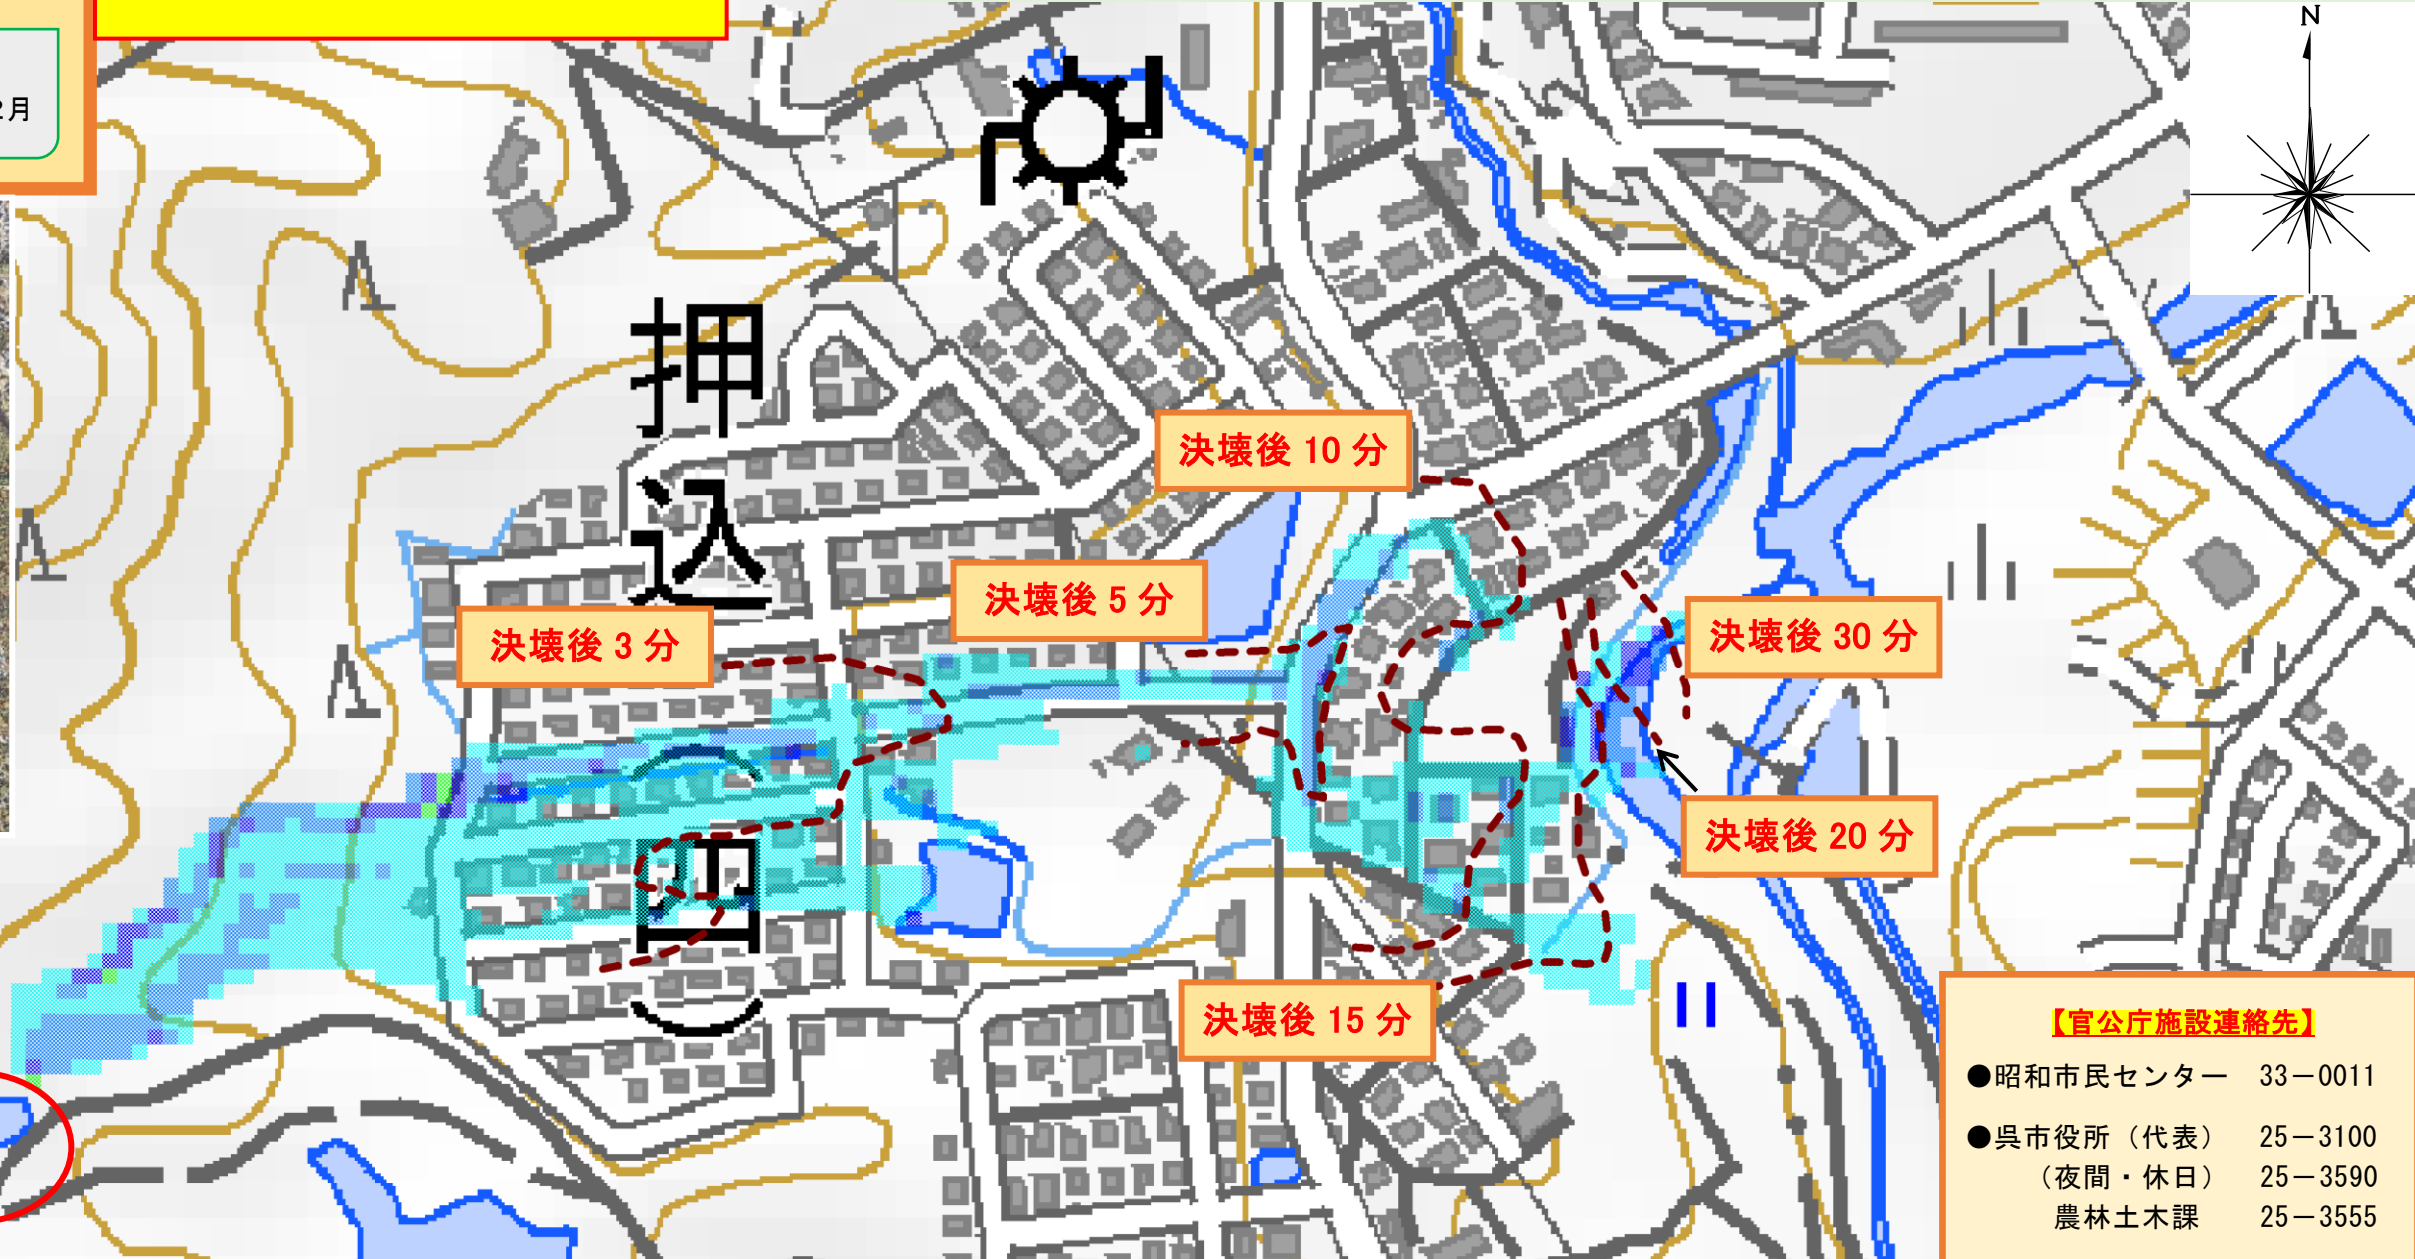 2月
N
押込(四)
決壊後 10 分
決壊後 5 分
決壊後 3 分
決壊後 30 分
決壊後 20 分
決壊後 15 分
【官公庁施設連絡先】
●昭和市民センター 33－0011
●呉市役所（代表） 25－3100
（夜間・休日） 25－3590
農林土木課 25－3555